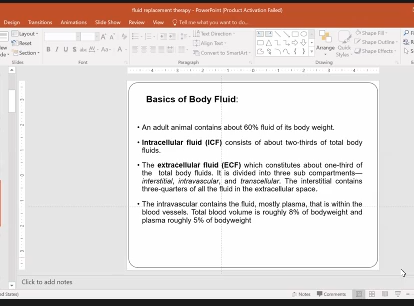 fluid replacement therapy - PowerPoint (Product Activation Failed)
Design Transitions Animations Slide Show Review View Tell me what you want to do...
Layout
Reset
Section
B I U S abc AV Aa A
Text Direction
Align Text
Convert to SmartArt
Arrange Quick Styles
Shape Fill
Shape Outline
Shape Effects
Paragraph Drawing
Basics of Body Fluid:
• An adult animal contains about 60% fluid of its body weight.
• Intracellular fluid (ICF) consists of about two-thirds of total body
fluids.
• The extracellular fluid (ECF) which constitutes about one-third of
the total body fluids. It is divided into three sub compartments—
interstitial, intravascular, and transcellular. The interstitial contains
three-quarters of all the fluid in the extracellular space.
• The intravascular contains the fluid, mostly plasma, that is within the
blood vessels. Total blood volume is roughly 8% of bodyweight and
plasma roughly 5% of bodyweight
Click to add notes
Notes Comments